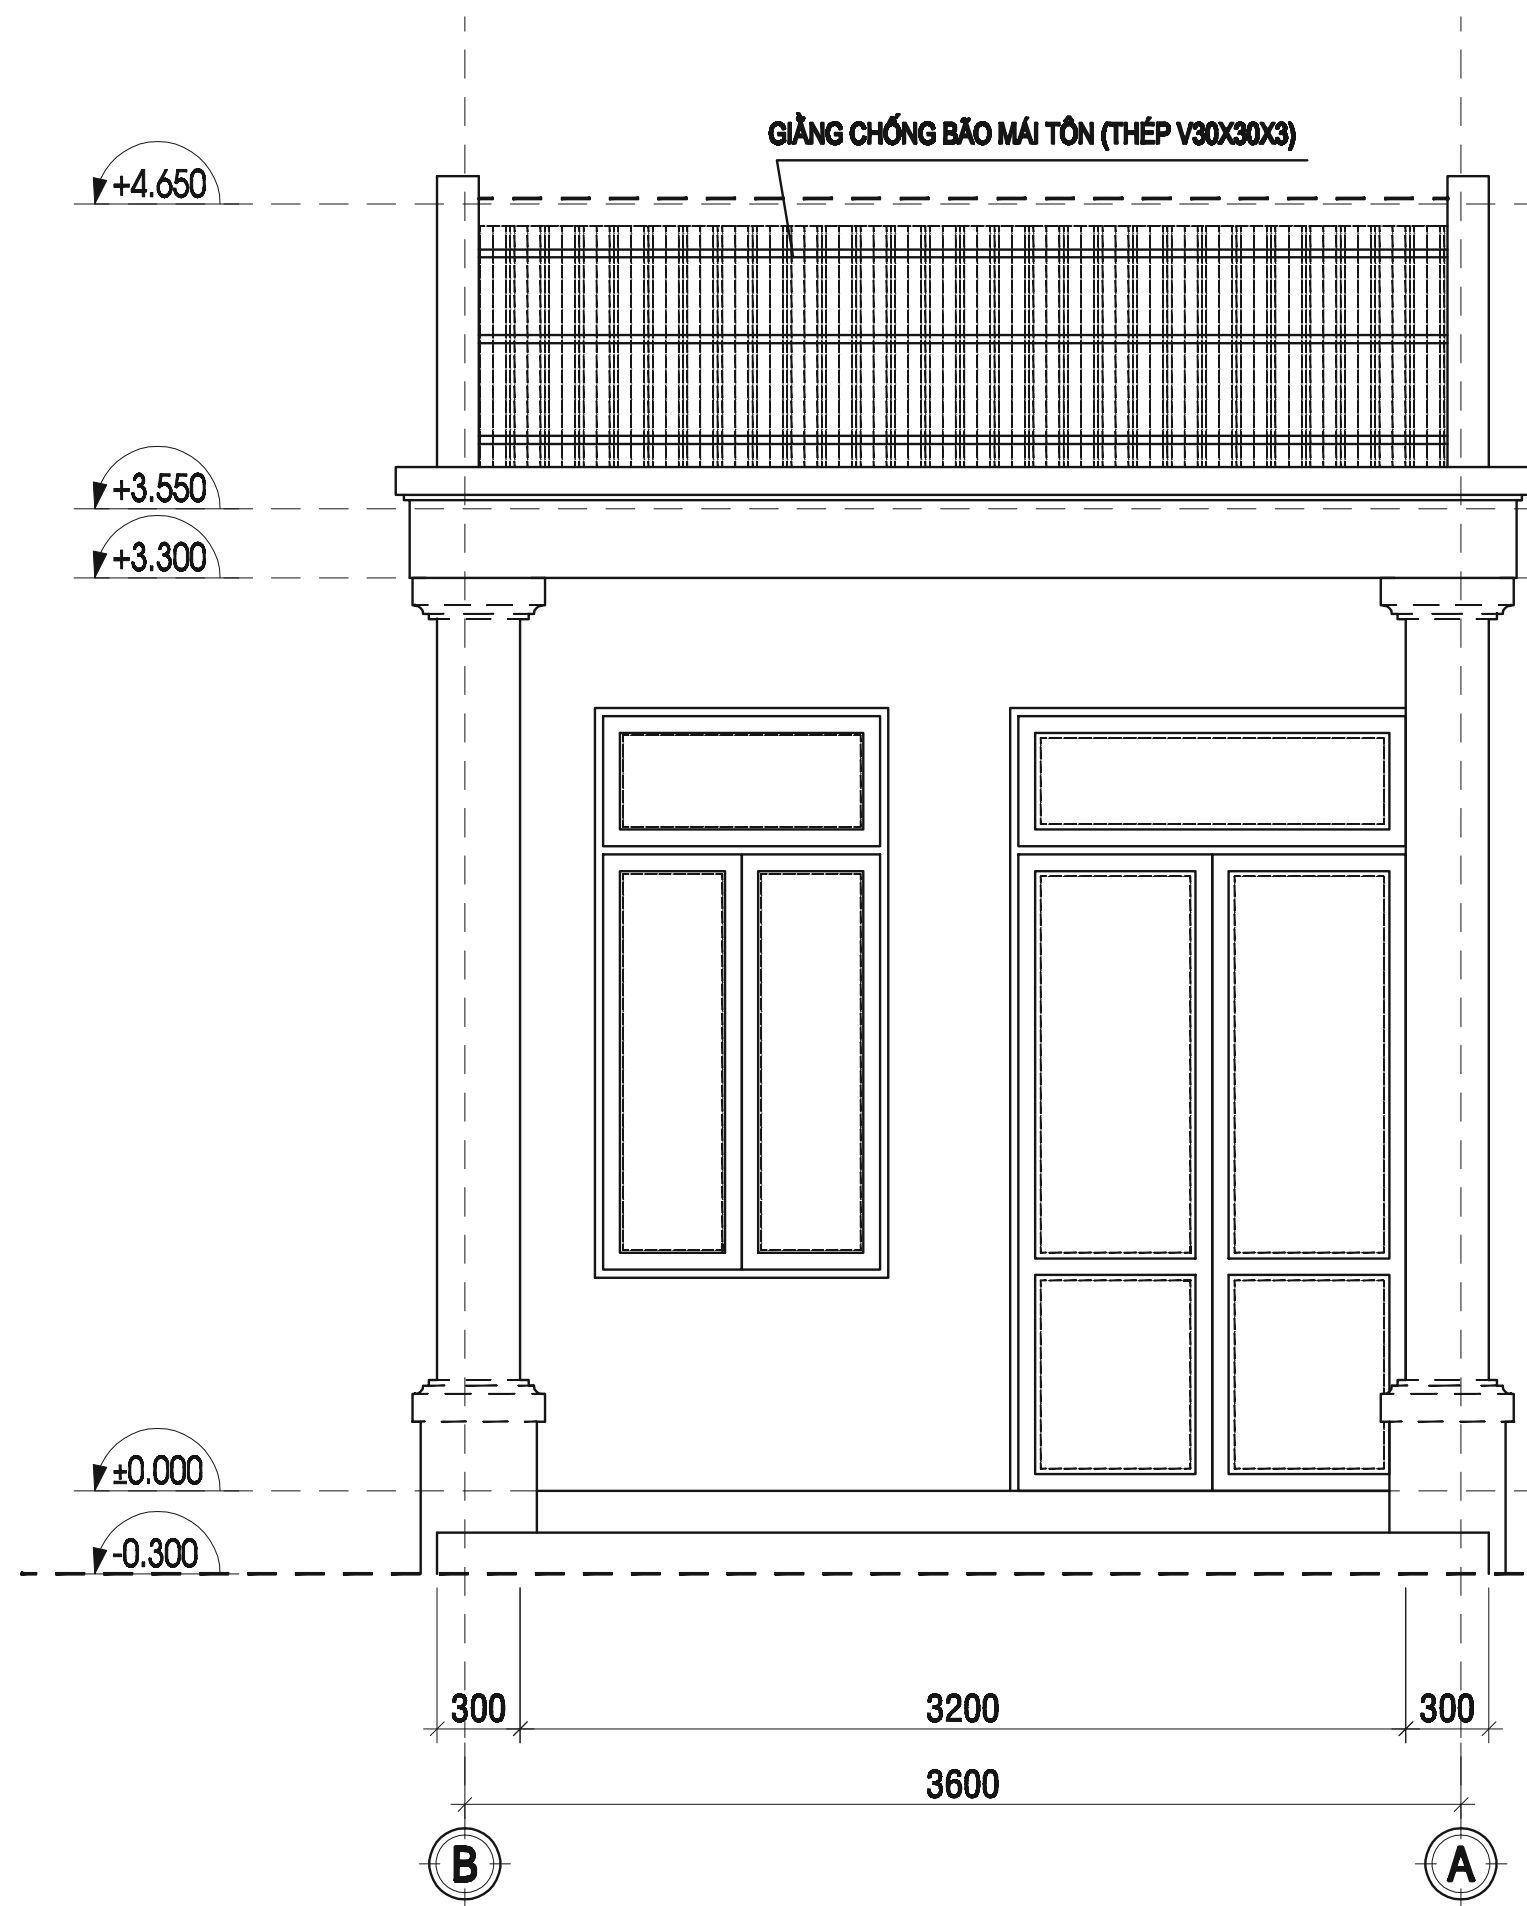 GIẰNG CHỐNG BÃO MÁI TÔN (THÉP V30X30X3)
+4.650
+3.550
+3.300
±0.000
-0.300
300 3200 300
3600
B A